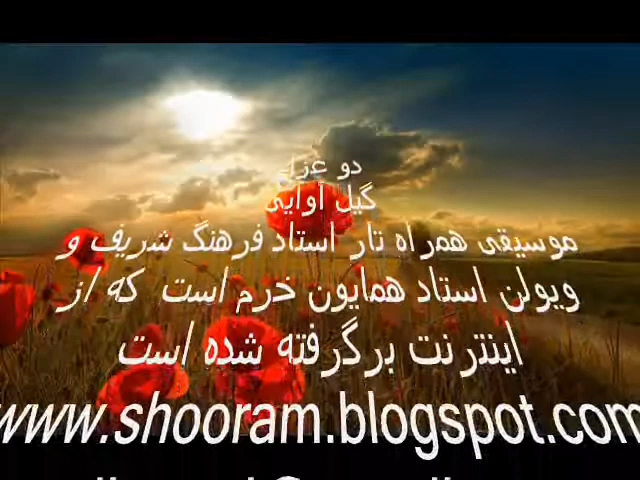 دو غزل
گیل آوایی
موسیقی همراه تار استاد فرهنگ شریف و
ویولن استاد همایون خرم است که از
اینترنت برگرفته شده است
www.shooram.blogspot.com